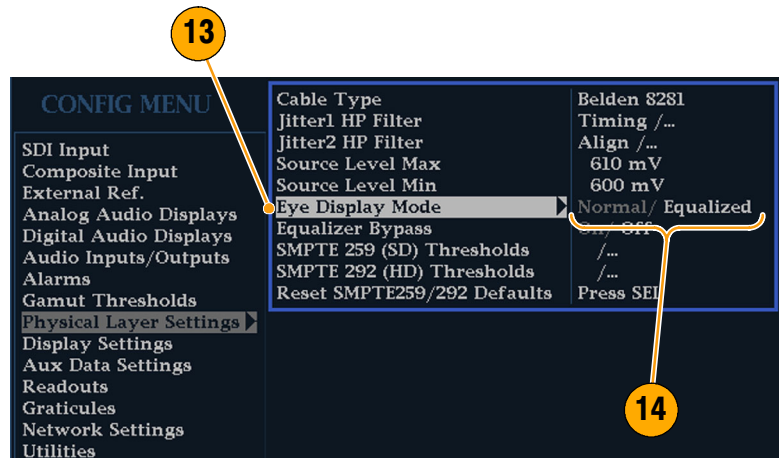 13
CONFIG MENU
SDI Input
Composite Input
External Ref.
Analog Audio Displays
Digital Audio Displays
Audio Inputs/Outputs
Alarms
Gamut Thresholds
Physical Layer Settings
Display Settings
Aux Data Settings
Readouts
Graticules
Network Settings
Utilities
Cable Type Belden 8281
Jitter1 HP Filter Timing /...
Jitter2 HP Filter Align /...
Source Level Max 610 mV
Source Level Min 600 mV
Eye Display Mode Normal/ Equalized
Equalizer Bypass On/ Off
SMPTE 259 (SD) Thresholds /...
SMPTE 292 (HD) Thresholds /...
Reset SMPTE259/292 Defaults Press SEL
14